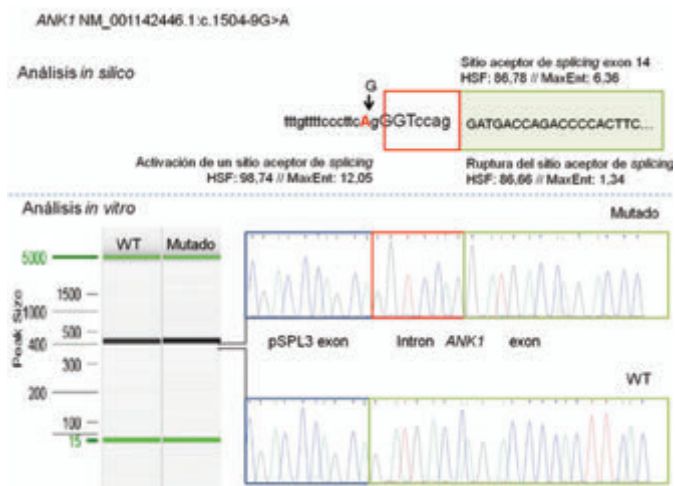 ANK1 NM_001142446.1:c.1504-9G>A
Análisis in silico
Sitio aceptor de splicing exon 14
HSF: 86,78 // MaxEnt: 6,36
G
tttgttttcccttcAgGGTccag GATGACCAGACCCCACTTC...
Activación de un sitio aceptor de splicing
HSF: 98,74 // MaxEnt: 12,05
Ruptura del sitio aceptor de splicing
HSF: 86,66 // MaxEnt: 1,34
Análisis in vitro
Mutado
WT Mutado
Peak Size
5000
1500
1000
500
400
300
200
100
15
pSPL3 exon Intron ANK1 exon
WT